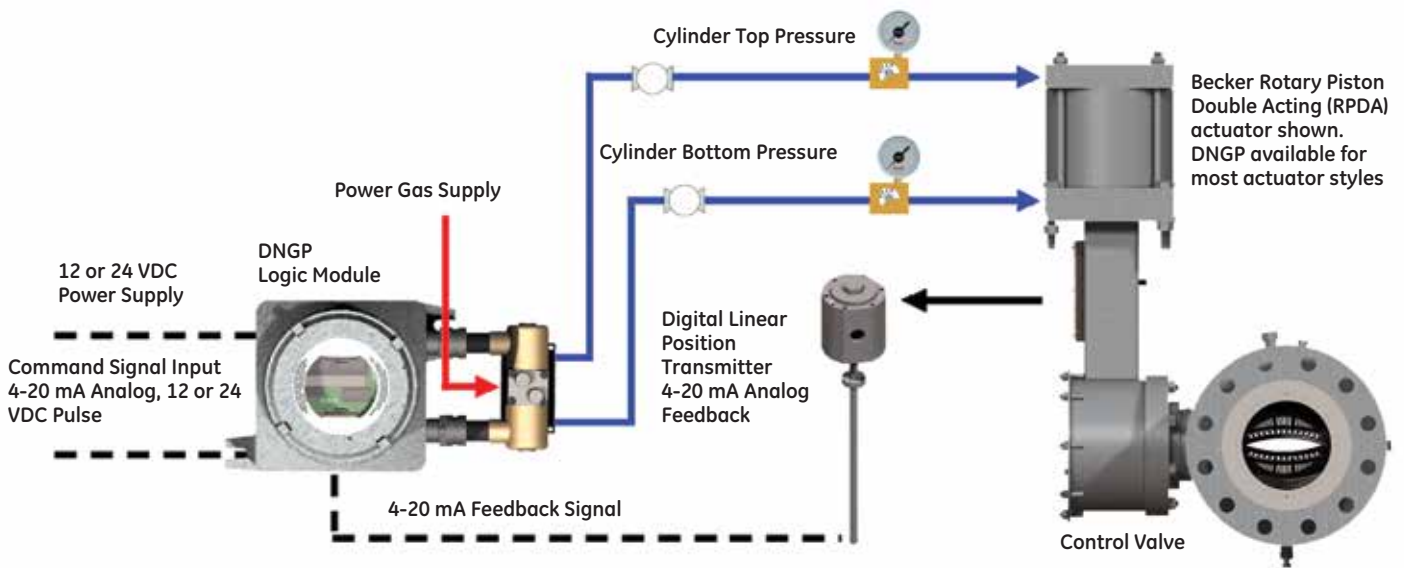 Cylinder Top Pressure
Becker Rotary Piston
Double Acting (RPDA)
actuator shown.
DNGP available for
most actuator styles
Cylinder Bottom Pressure
Power Gas Supply
DNGP
Logic Module
12 or 24 VDC
Power Supply
Command Signal Input
4-20 mA Analog, 12 or 24
VDC Pulse
Digital Linear
Position
Transmitter
4-20 mA Analog
Feedback
4-20 mA Feedback Signal
Control Valve